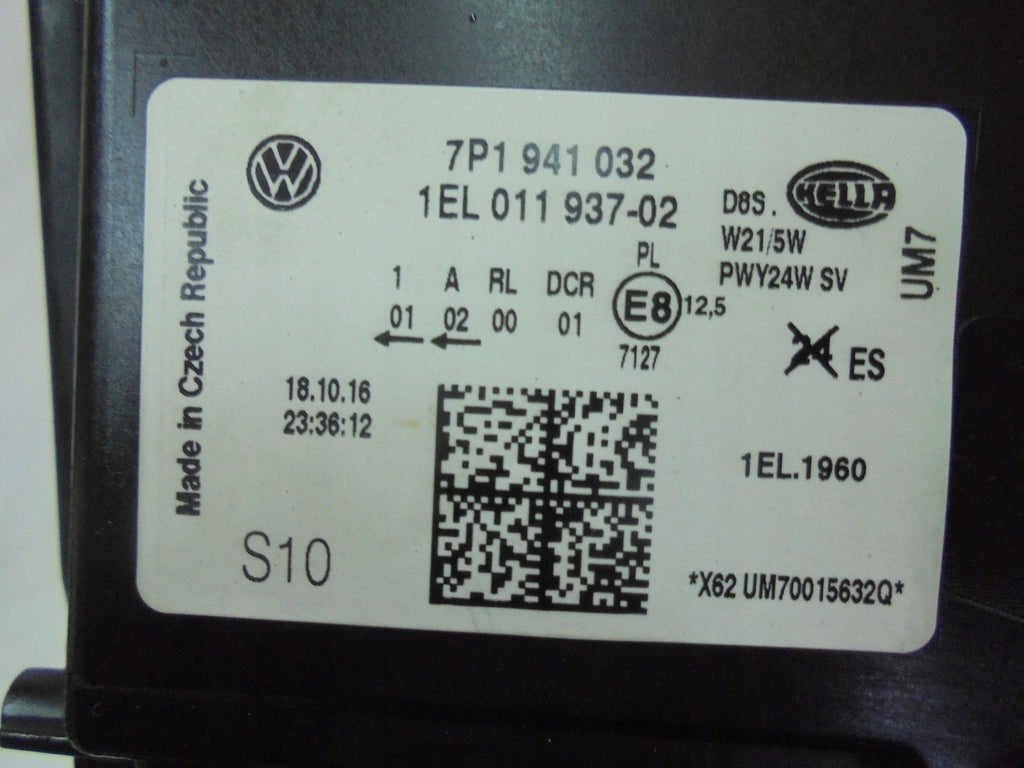 VW
7P1 941 032
1EL 011 937-02
D8S.
HELLA
W21/5W
PWY24W SV
UM7
Made in Czech Republic
1 A RL DCR PL
01 02 00 01 E8 12,5
7127
24 ES
18.10.16
23:36:12
1EL.1960
S10
*X62 UM70015632Q*